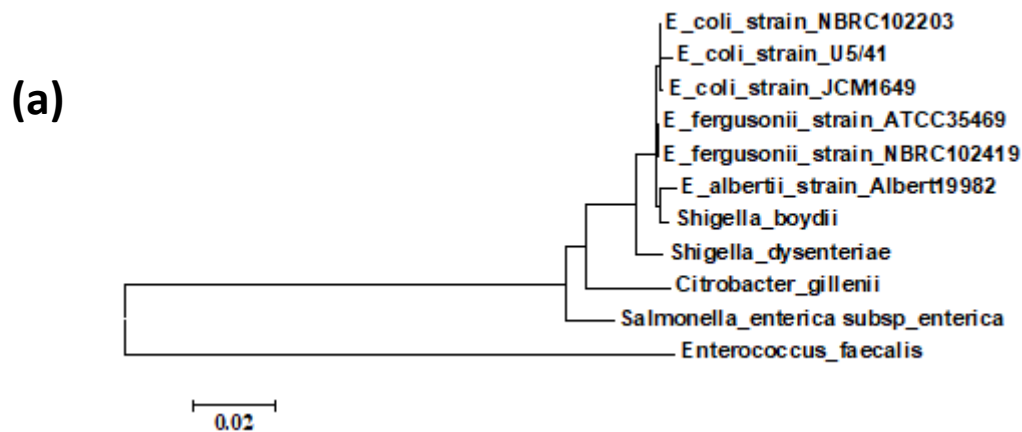 E_coli_strain_NBRC102203
E_coli_strain_U5/41
(a)
E_coli_strain_JCM1649
E_fergusonii_strain_ATCC35469
E_fergusonii_strain_NBRC102419
E_albertii_strain_Albert19982
Shigella_boydii
Shigella_dysenteriae
Citrobacter_gillenii
Salmonella_enterica subsp_enterica
Enterococcus_faecalis
0.02